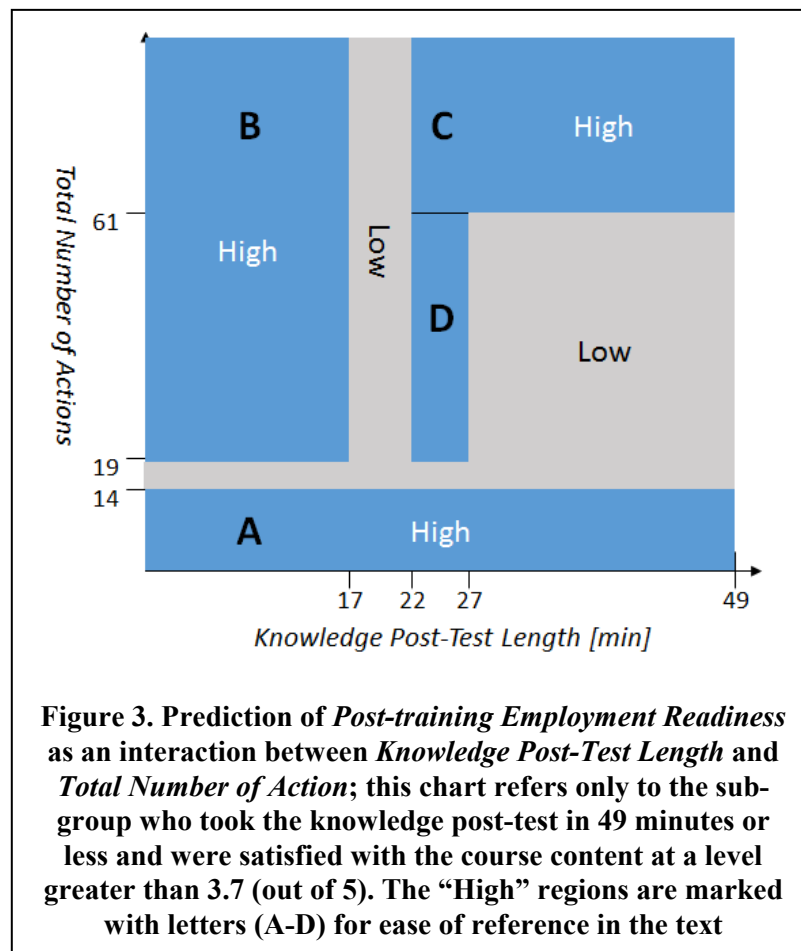 B
C
High
Total Number of Actions
61
High
Low
D
Low
19
14
A
High
17
22
27
49
Knowledge Post-Test Length [min]
Figure 3. Prediction of Post-training Employment Readiness
as an interaction between Knowledge Post-Test Length and
Total Number of Action; this chart refers only to the sub-
group who took the knowledge post-test in 49 minutes or
less and were satisfied with the course content at a level
greater than 3.7 (out of 5). The “High” regions are marked
with letters (A-D) for ease of reference in the text